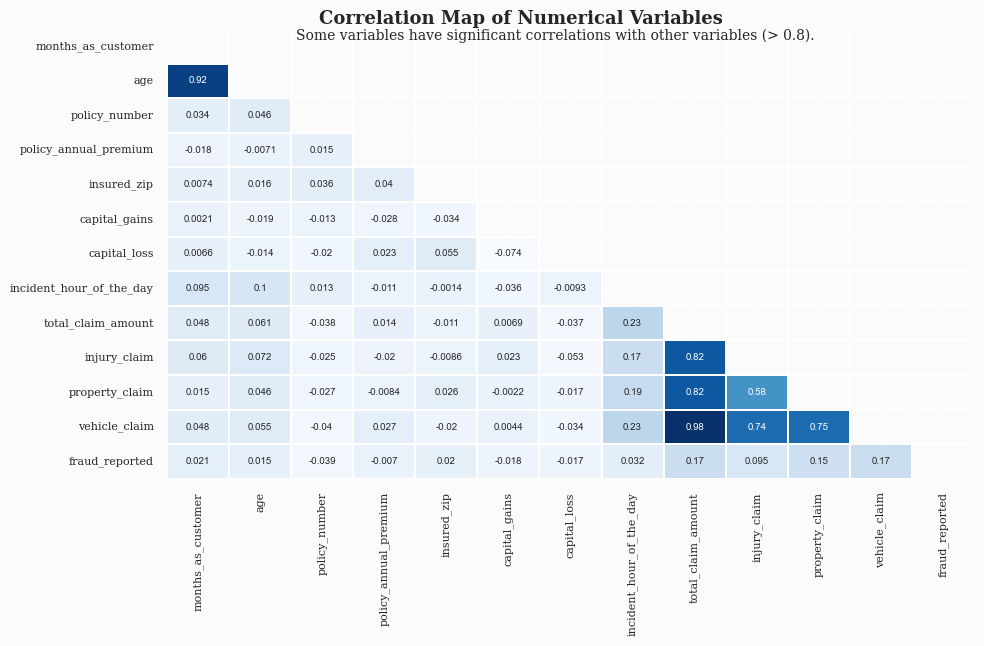 Correlation Map of Numerical Variables
Some variables have significant correlations with other variables (> 0.8).
months_as_customer
age 0.92
policy_number 0.034 0.046
policy_annual_premium -0.018 -0.0071 0.015
insured_zip 0.0074 0.016 0.036 0.04
capital_gains 0.0021 -0.019 -0.013 -0.028 -0.034
capital_loss 0.0066 -0.014 -0.02 0.023 0.055 -0.074
incident_hour_of_the_day 0.095 0.1 0.013 -0.011 -0.0014 -0.036 -0.0093
total_claim_amount 0.048 0.061 -0.038 0.014 -0.011 0.0069 -0.037 0.23
injury_claim 0.06 0.072 -0.025 -0.02 -0.0086 0.023 -0.053 0.17 0.82
property_claim 0.015 0.046 -0.027 -0.0084 0.026 -0.0022 -0.017 0.19 0.82 0.58
vehicle_claim 0.048 0.055 -0.04 0.027 -0.02 0.0044 -0.034 0.23 0.98 0.74 0.75
fraud_reported 0.021 0.015 -0.039 -0.007 0.02 -0.018 -0.017 0.032 0.17 0.095 0.15 0.17
months_as_customer
age
policy_number
policy_annual_premium
insured_zip
capital_gains
capital_loss
incident_hour_of_the_day
total_claim_amount
injury_claim
property_claim
vehicle_claim
fraud_reported